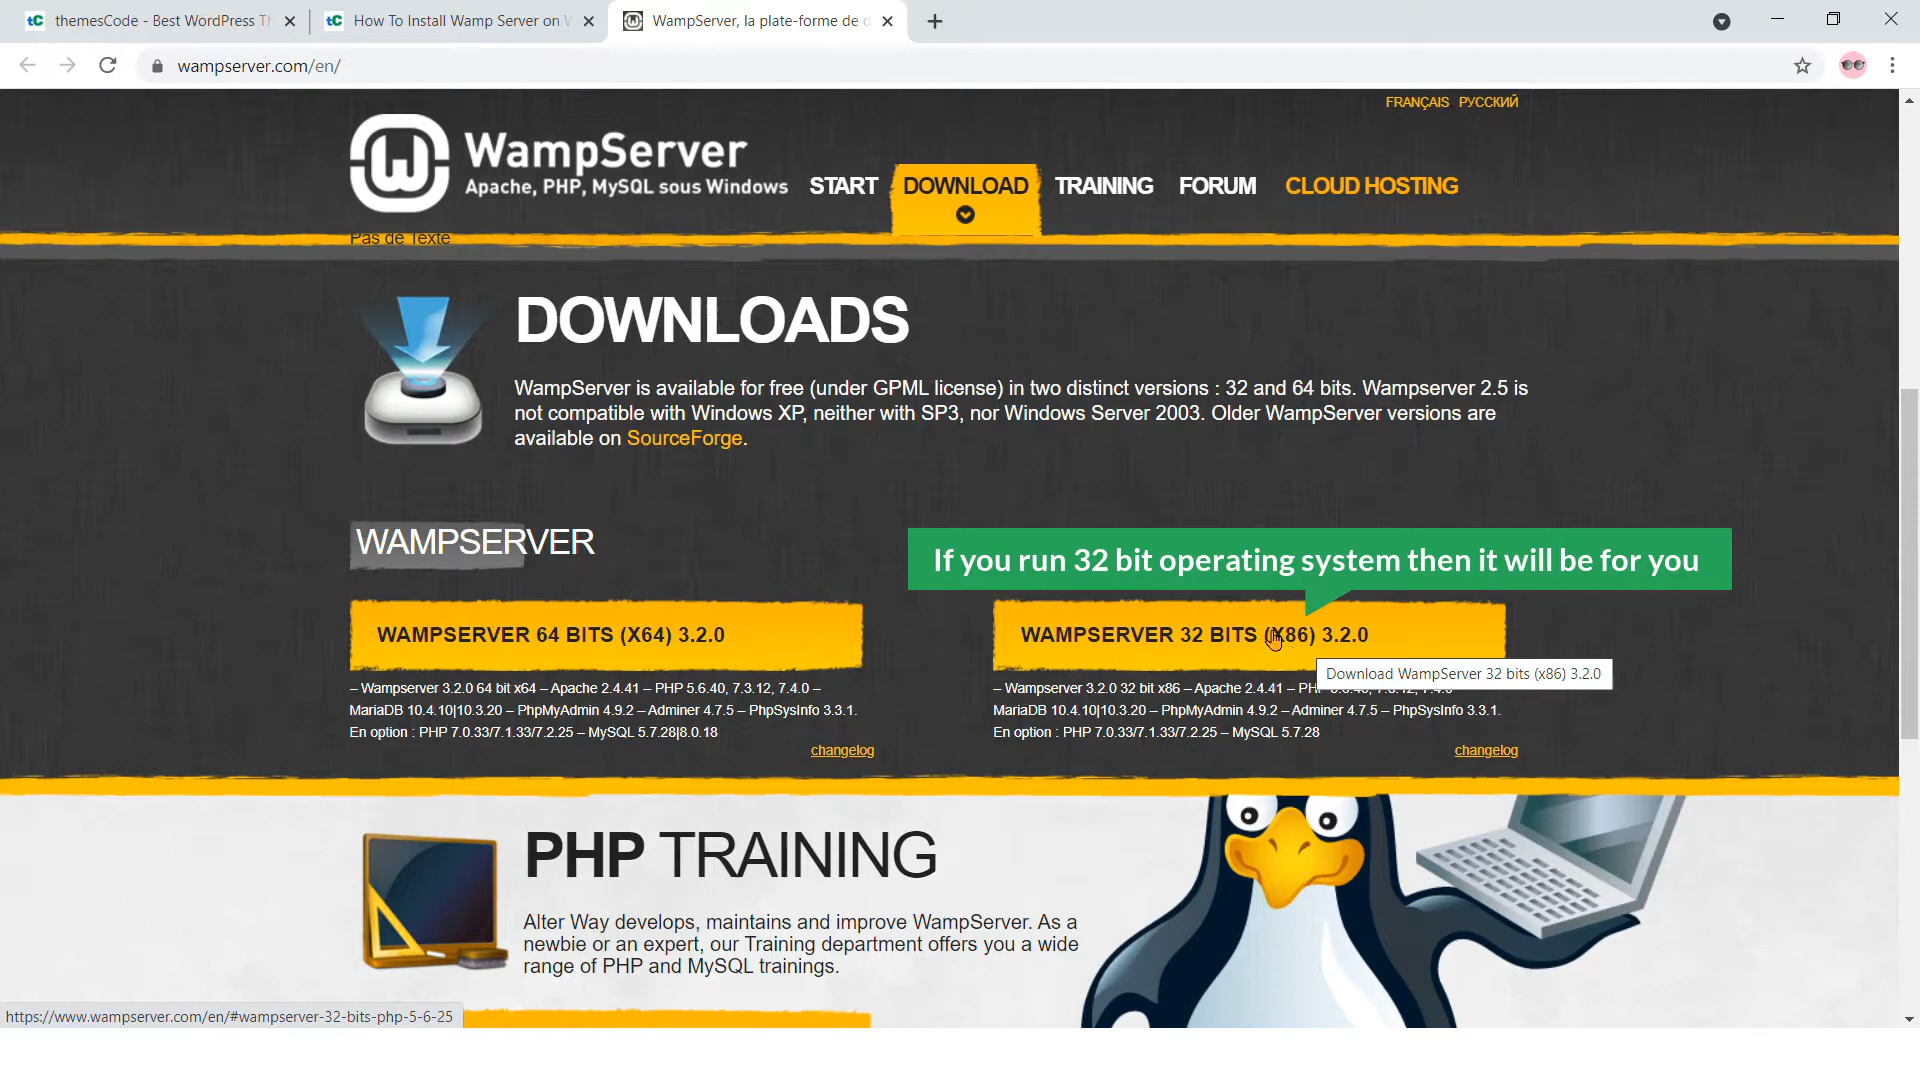 themesCode - Best WordPress Th
How To Install Wamp Server on W
WampServer, la plate-forme de d
wampserver.com/en/
FRANÇAIS РУССКИЙ
WampServer
Apache, PHP, MySQL sous Windows
START DOWNLOAD TRAINING FORUM CLOUD HOSTING
Pas de Texte
DOWNLOADS
WampServer is available for free (under GPML license) in two distinct versions : 32 and 64 bits. Wampserver 2.5 is
not compatible with Windows XP, neither with SP3, nor Windows Server 2003. Older WampServer versions are
available on SourceForge.
WAMPSERVER
If you run 32 bit operating system then it will be for you
WAMPSERVER 64 BITS (X64) 3.2.0
– Wampserver 3.2.0 64 bit x64 – Apache 2.4.41 – PHP 5.6.40, 7.3.12, 7.4.0 –
MariaDB 10.4.10|10.3.20 – PhpMyAdmin 4.9.2 – Adminer 4.7.5 – PhpSysInfo 3.3.1.
En option : PHP 7.0.33/7.1.33/7.2.25 – MySQL 5.7.28|8.0.18
changelog
WAMPSERVER 32 BITS (X86) 3.2.0
Download WampServer 32 bits (x86) 3.2.0
– Wampserver 3.2.0 32 bit x86 – Apache 2.4.41 – PHP 5.6.40, 7.3.12, 7.4.0
MariaDB 10.4.10|10.3.20 – PhpMyAdmin 4.9.2 – Adminer 4.7.5 – PhpSysInfo 3.3.1.
En option : PHP 7.0.33/7.1.33/7.2.25 – MySQL 5.7.28
changelog
PHP TRAINING
Alter Way develops, maintains and improve WampServer. As a
newbie or an expert, our Training department offers you a wide
range of PHP and MySQL trainings.
https://www.wampserver.com/en/#wampserver-32-bits-php-5-6-25